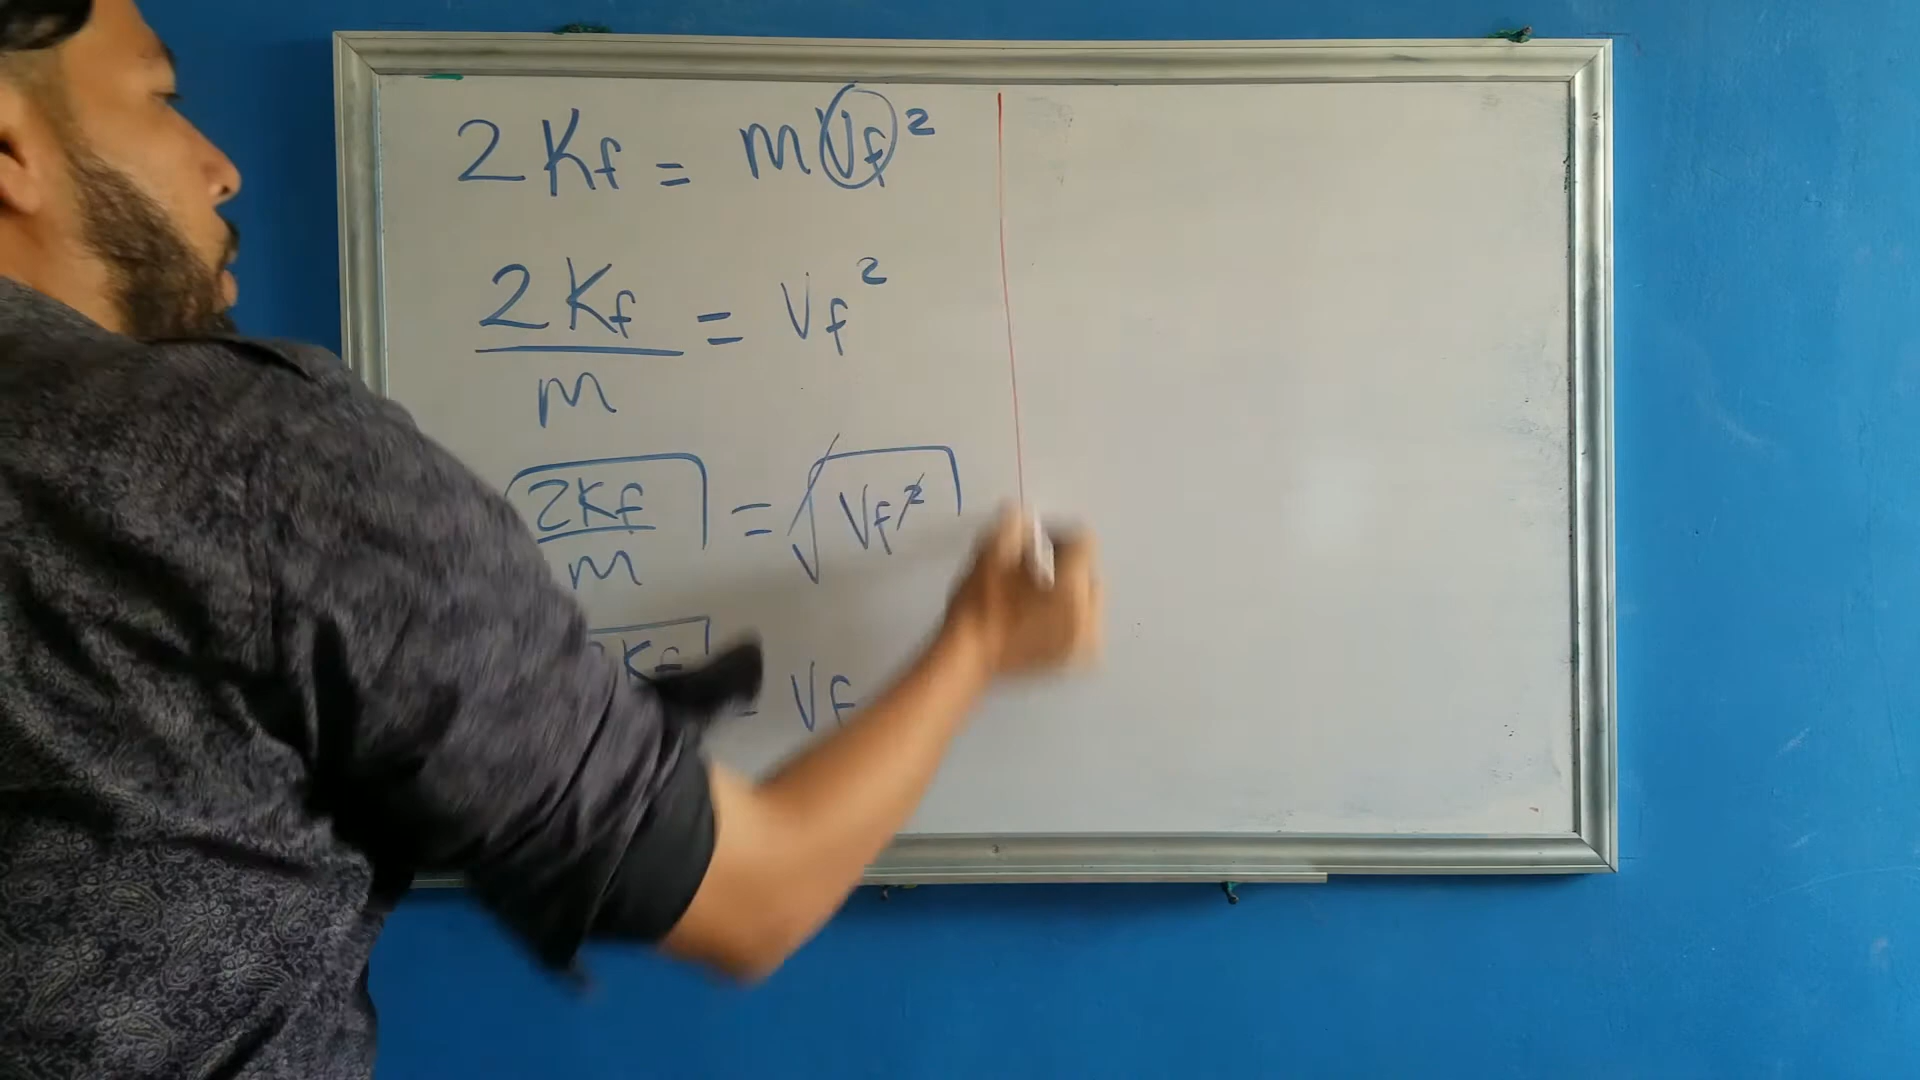 2Kf = mVf²
2Kf/m = Vf²
√(2Kf/m) = √(Vf²)
Kf = Vf